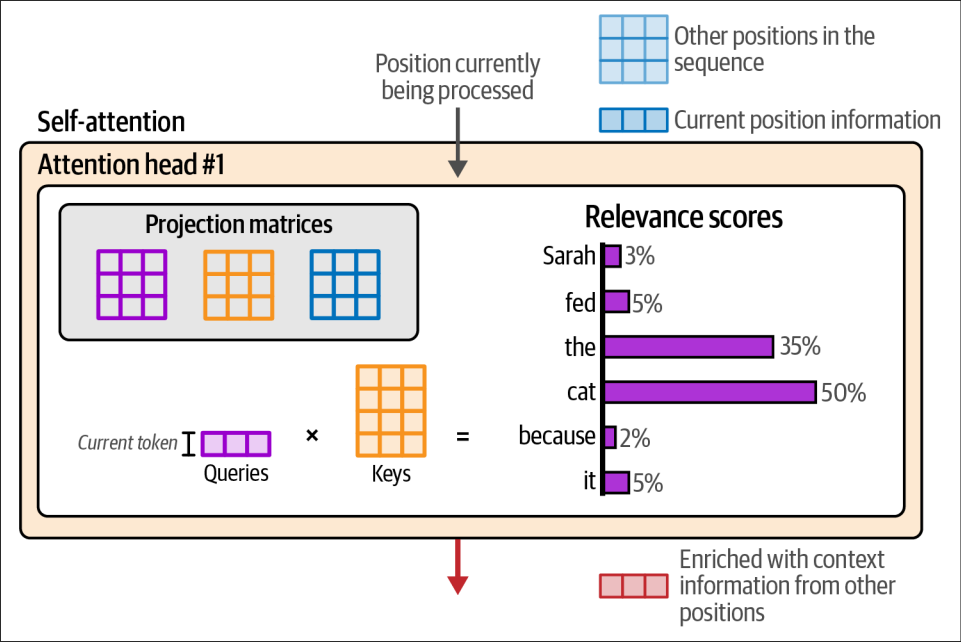 Other positions in the
sequence
Position currently
being processed
Current position information
Self-attention
Attention head #1
Projection matrices
Relevance scores
Sarah 3%
fed 5%
the 35%
cat 50%
because 2%
it 5%
Current token
×
=
Queries
Keys
Enriched with context
information from other
positions